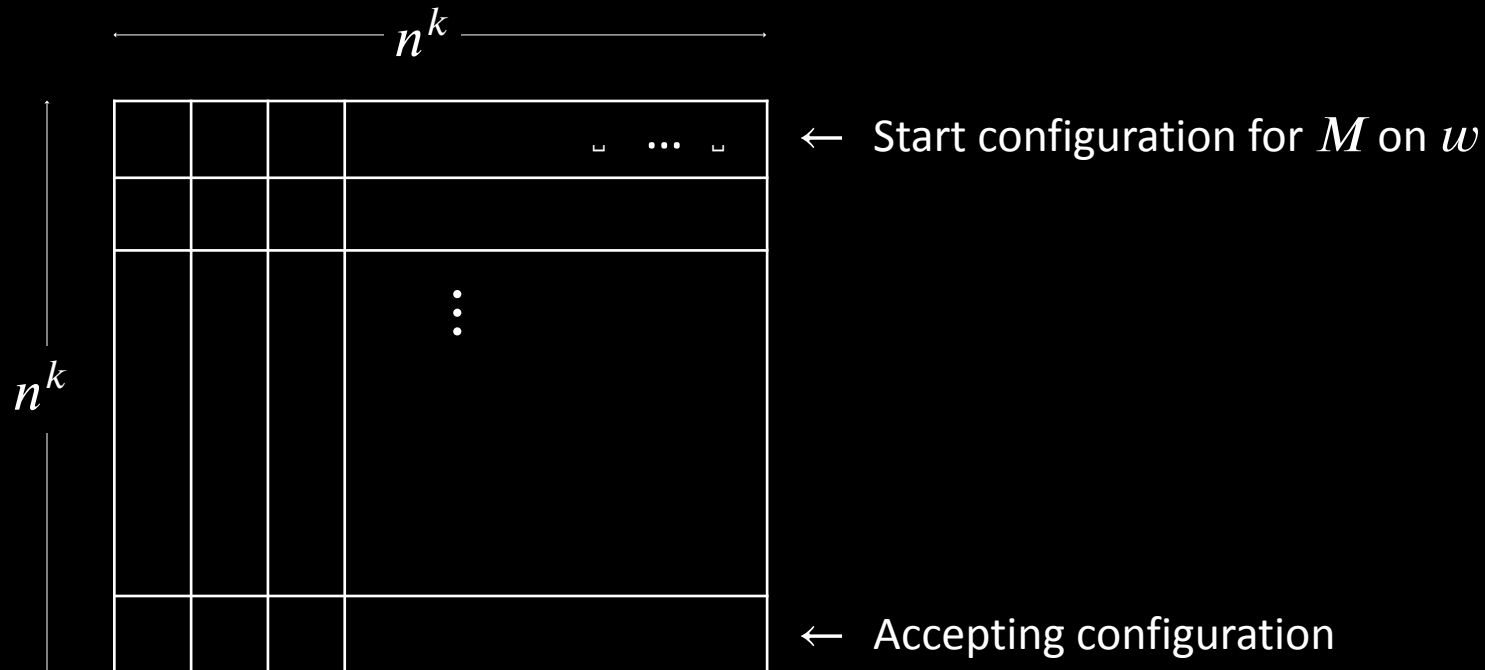 n^k
␣ ... ␣ ← Start configuration for M on w
⋮
n^k
← Accepting configuration